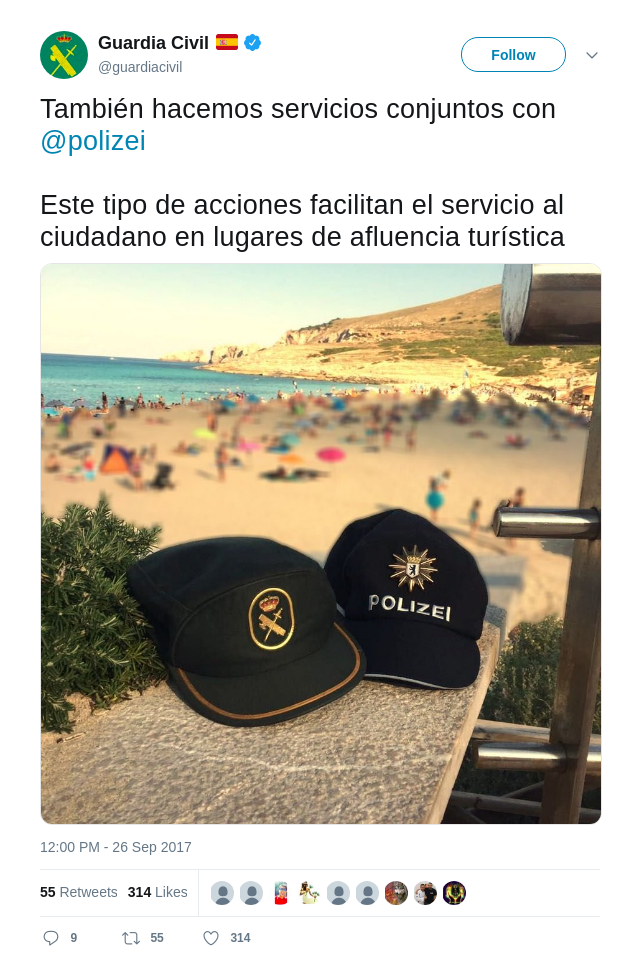 Guardia Civil
@guardiacivil
Follow
También hacemos servicios conjuntos con
@polizei
Este tipo de acciones facilitan el servicio al
ciudadano en lugares de afluencia turística
POLIZEI
12:00 PM - 26 Sep 2017
55 Retweets 314 Likes
9 55 314